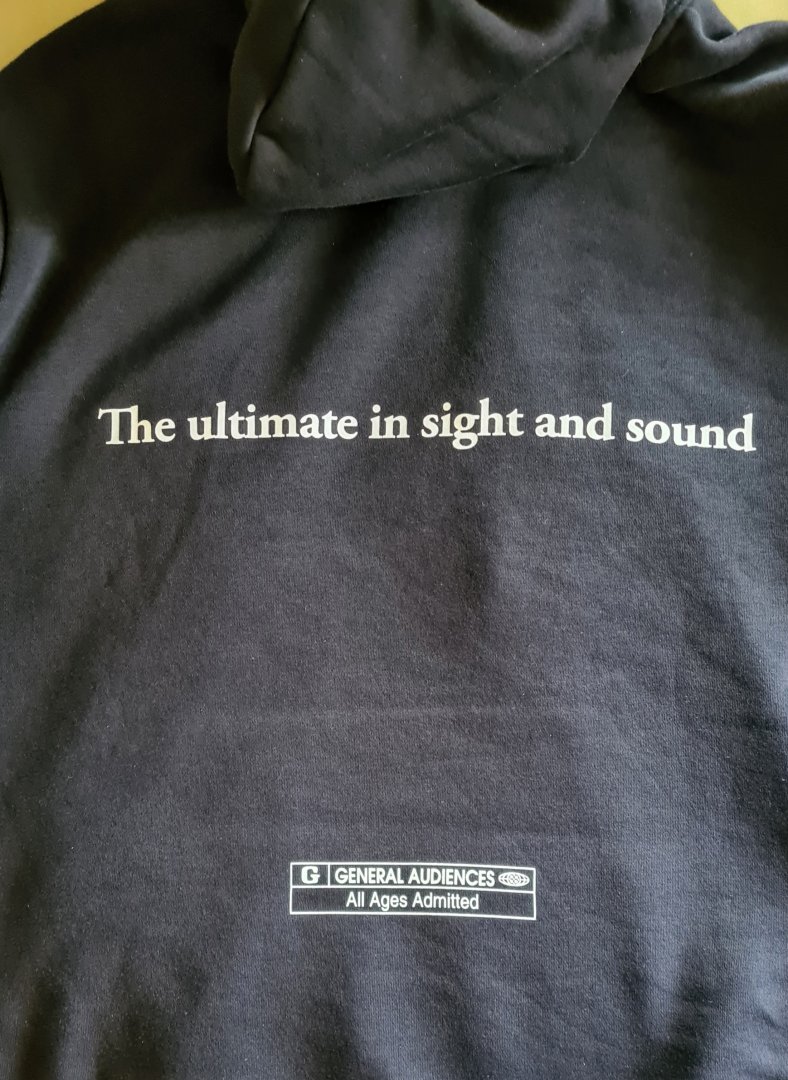 The ultimate in sight and sound
G GENERAL AUDIENCES
All Ages Admitted